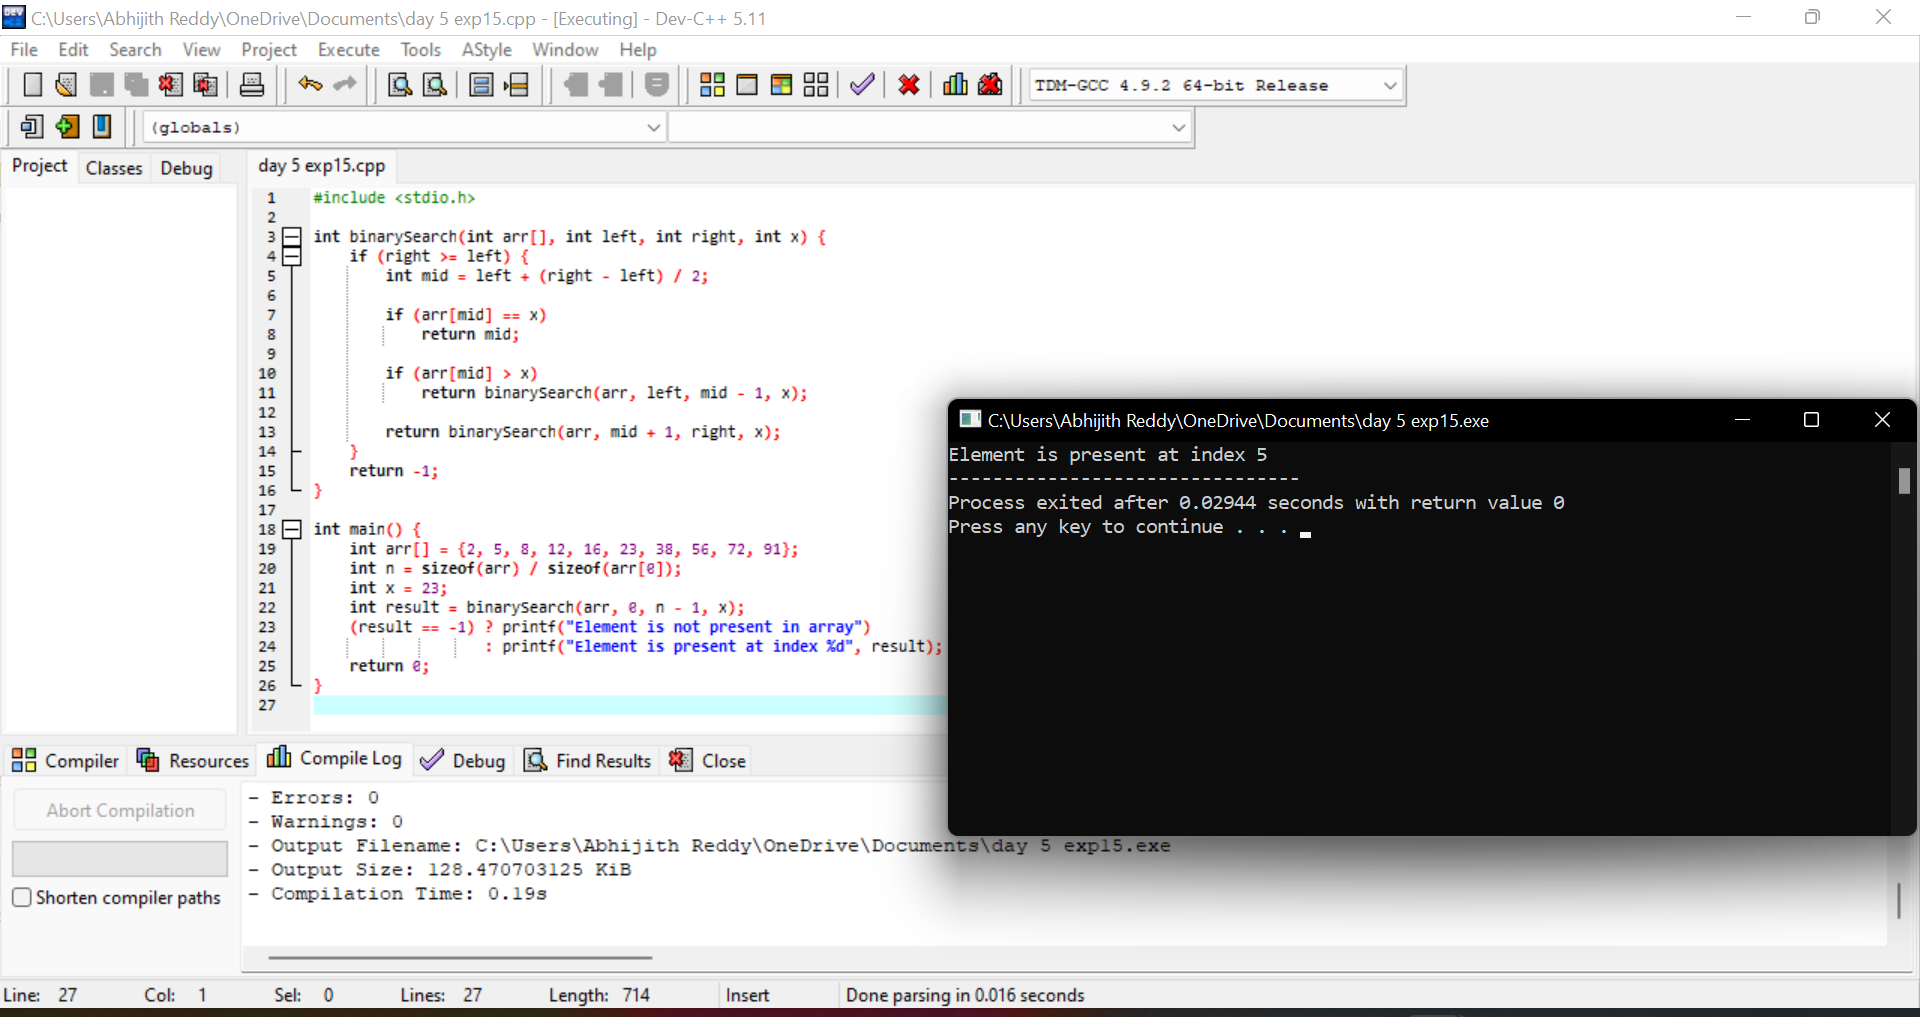 C:\Users\Abhijith Reddy\OneDrive\Documents\day 5 exp15.cpp - [Executing] - Dev-C++ 5.11
File Edit Search View Project Execute Tools AStyle Window Help
TDM-GCC 4.9.2 64-bit Release
(globals)
Project Classes Debug
day 5 exp15.cpp
1 #include <stdio.h>
2
3 int binarySearch(int arr[], int left, int right, int x) {
4 if (right >= left) {
5 int mid = left + (right - left) / 2;
6
7 if (arr[mid] == x)
8 return mid;
9
10 if (arr[mid] > x)
11 return binarySearch(arr, left, mid - 1, x);
12
13 return binarySearch(arr, mid + 1, right, x);
14 }
15 return -1;
16 }
17
18 int main() {
19 int arr[] = {2, 5, 8, 12, 16, 23, 38, 56, 72, 91};
20 int n = sizeof(arr) / sizeof(arr[0]);
21 int x = 23;
22 int result = binarySearch(arr, 0, n - 1, x);
23 (result == -1) ? printf("Element is not present in array")
24 : printf("Element is present at index %d", result);
25 return 0;
26 }
27
C:\Users\Abhijith Reddy\OneDrive\Documents\day 5 exp15.exe
Element is present at index 5
--------------------------------
Process exited after 0.02944 seconds with return value 0
Press any key to continue . . .
Compiler Resources Compile Log Debug Find Results Close
Abort Compilation
Shorten compiler paths
- Errors: 0
- Warnings: 0
- Output Filename: C:\Users\Abhijith Reddy\OneDrive\Documents\day 5 exp15.exe
- Output Size: 128.470703125 KiB
- Compilation Time: 0.19s
Line: 27 Col: 1 Sel: 0 Lines: 27 Length: 714 Insert Done parsing in 0.016 seconds